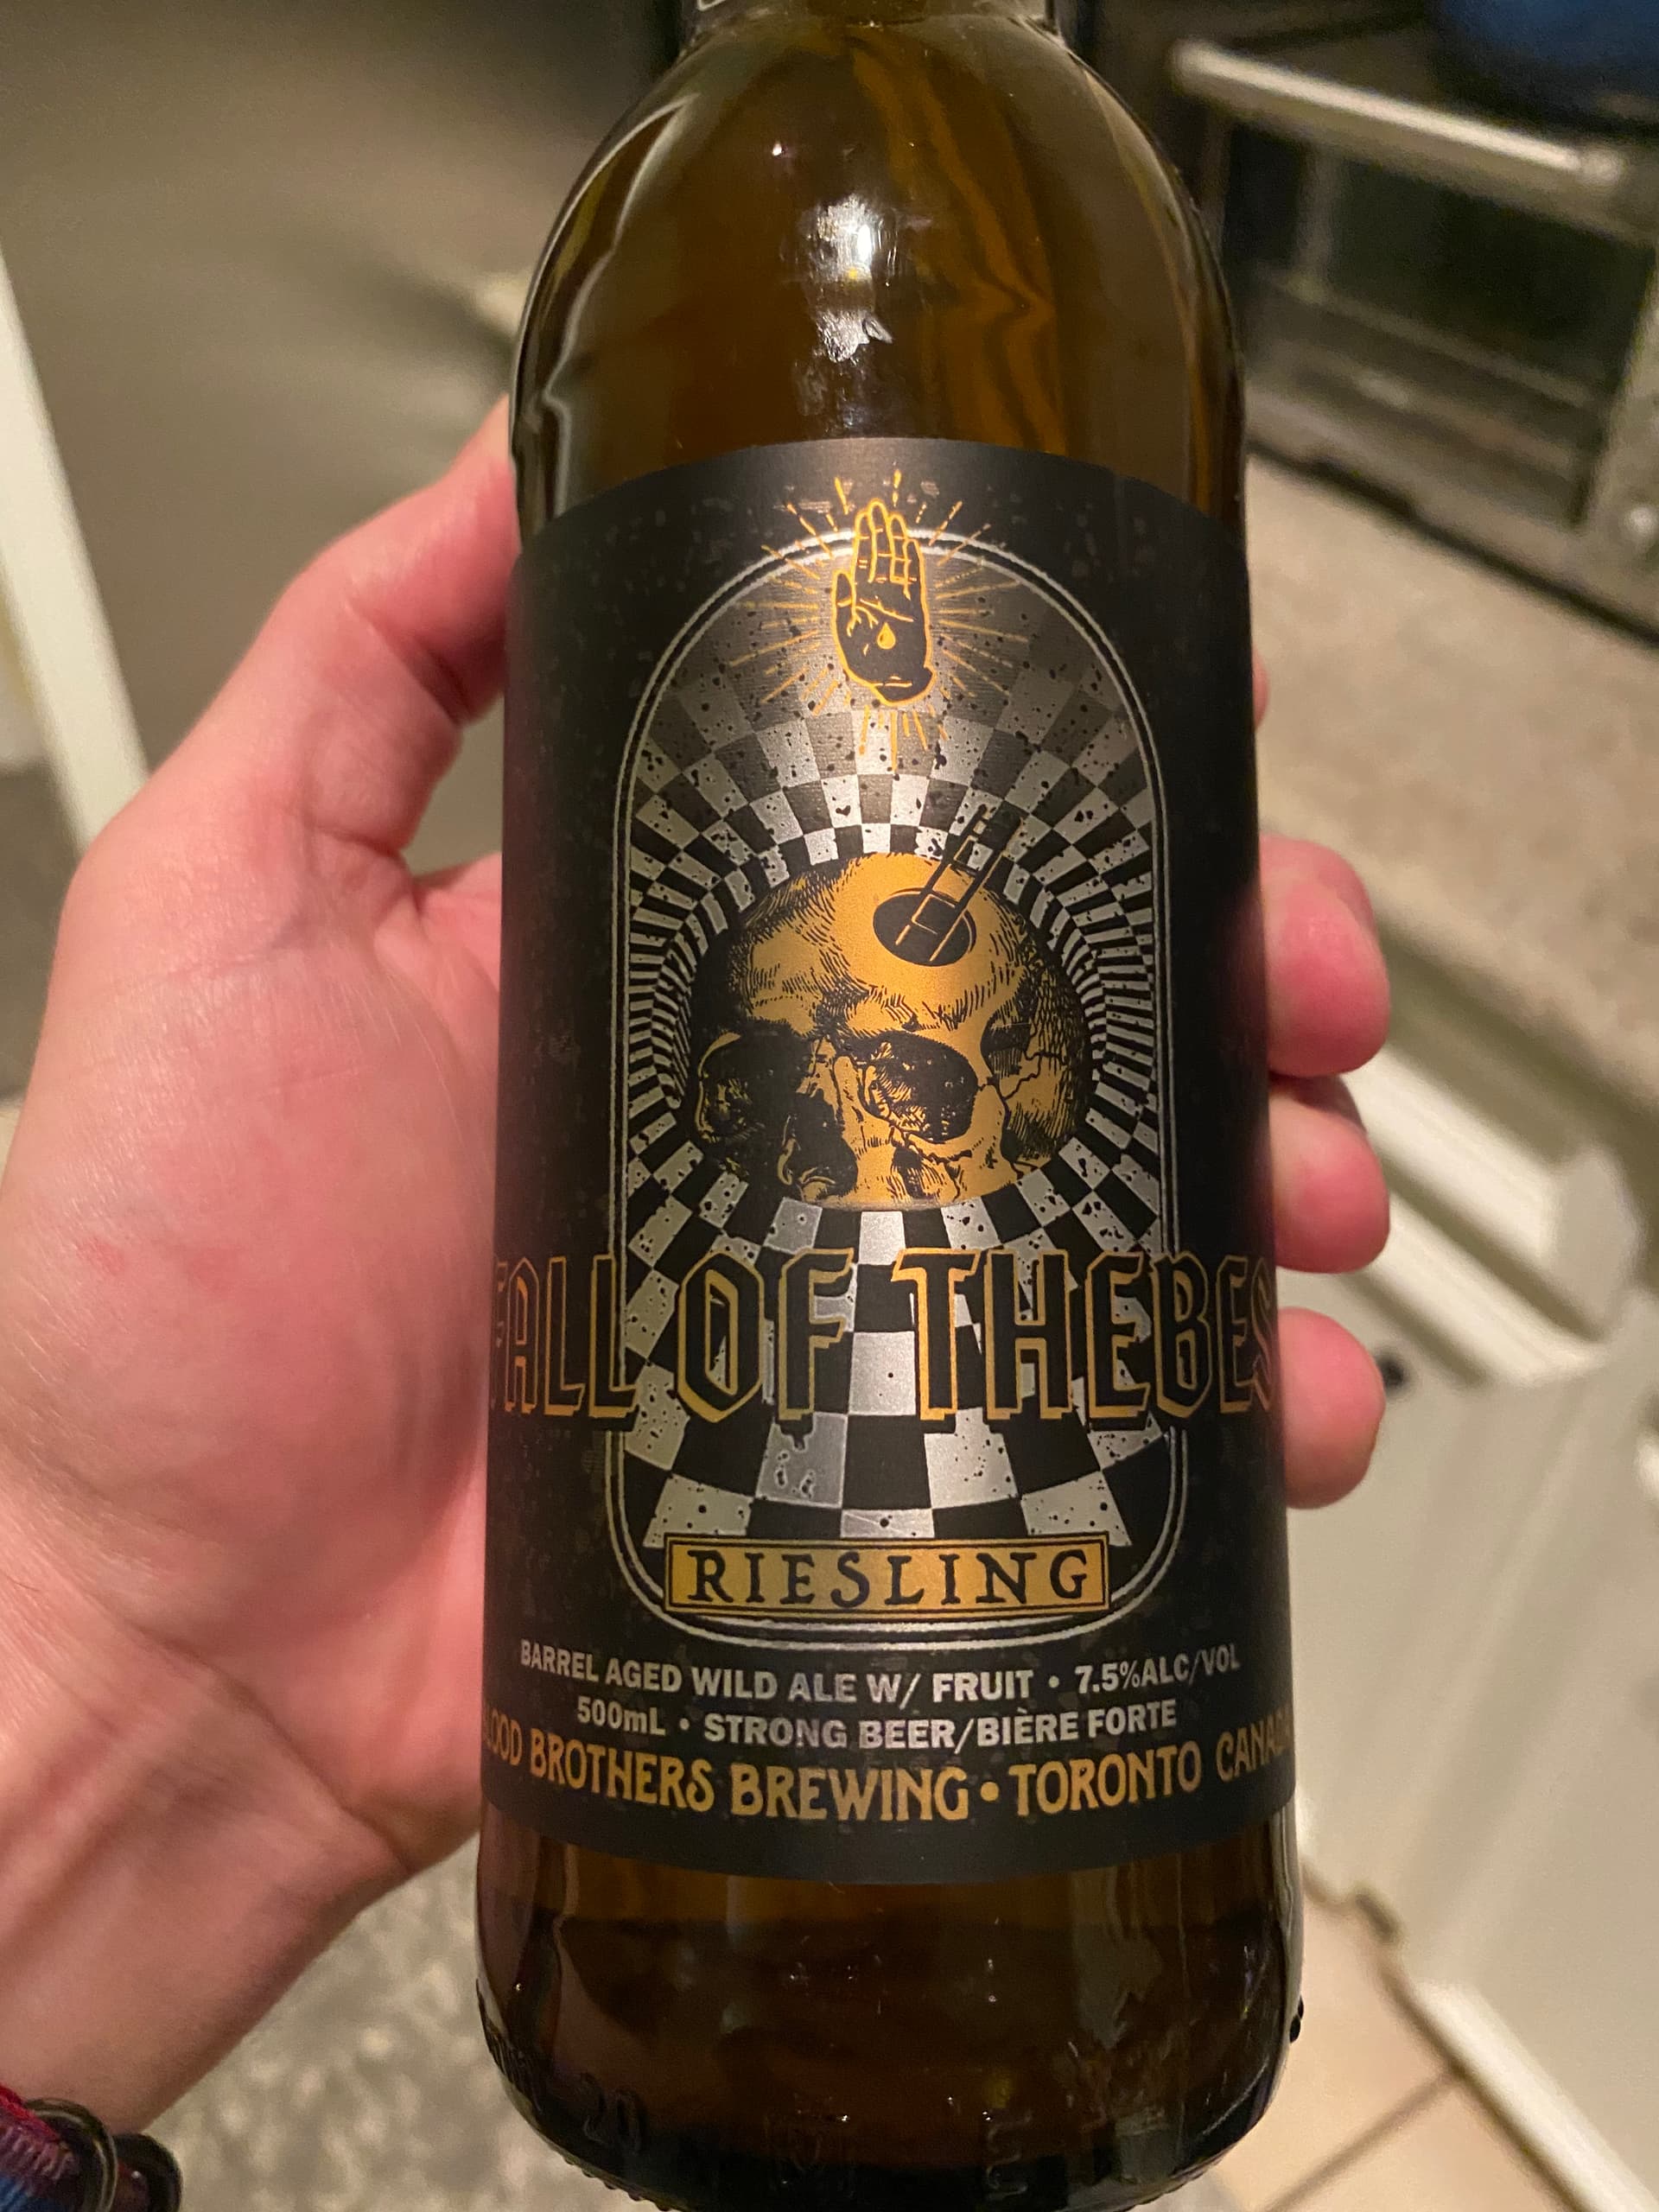 FALL OF THEBES
RIESLING
BARREL AGED WILD ALE W/ FRUIT • 7.5%ALC/VOL
500mL • STRONG BEER/BIÈRE FORTE
BROTHERS BREWING • TORONTO